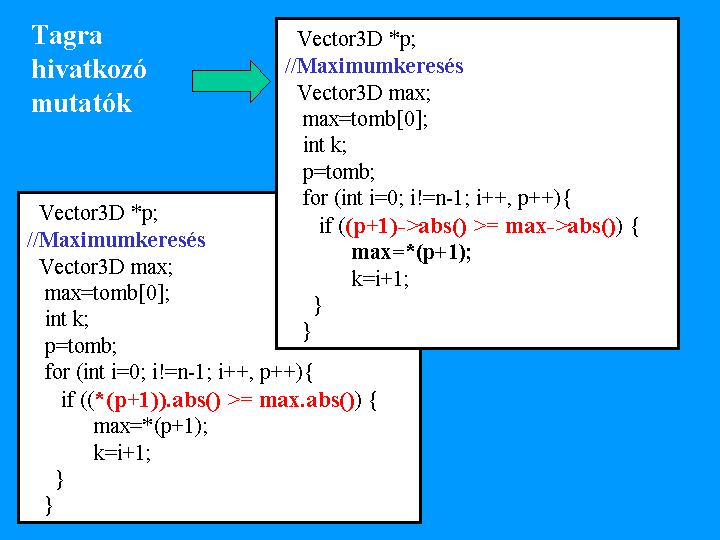 Tagra
hivatkozó
mutatók
Vector3D *p;
//Maximumkeresés
Vector3D max;
max=tomb[0];
int k;
p=tomb;
for (int i=0; i!=n-1; i++, p++){
if ((p+1)->abs() >= max->abs()) {
max=*(p+1);
k=i+1;
}
}
Vector3D *p;
//Maximumkeresés
Vector3D max;
max=tomb[0];
int k;
p=tomb;
for (int i=0; i!=n-1; i++, p++){
if ((*(p+1)).abs() >= max.abs()) {
max=*(p+1);
k=i+1;
}
}